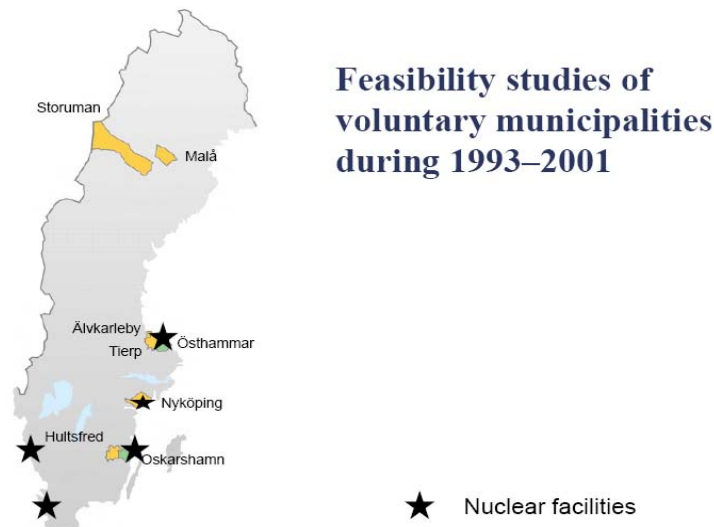 Feasibility studies of
voluntary municipalities
during 1993–2001
Storuman
Malå
Älvkarleby
Tierp
Östhammar
Nyköping
Hultsfred
Oskarshamn
Nuclear facilities